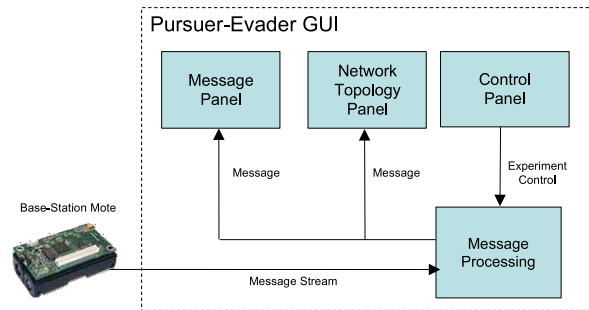 Pursuer-Evader GUI
Message
Panel
Network
Topology
Panel
Control
Panel
Message
Message
Experiment
Control
Base-Station Mote
Message
Processing
Message Stream